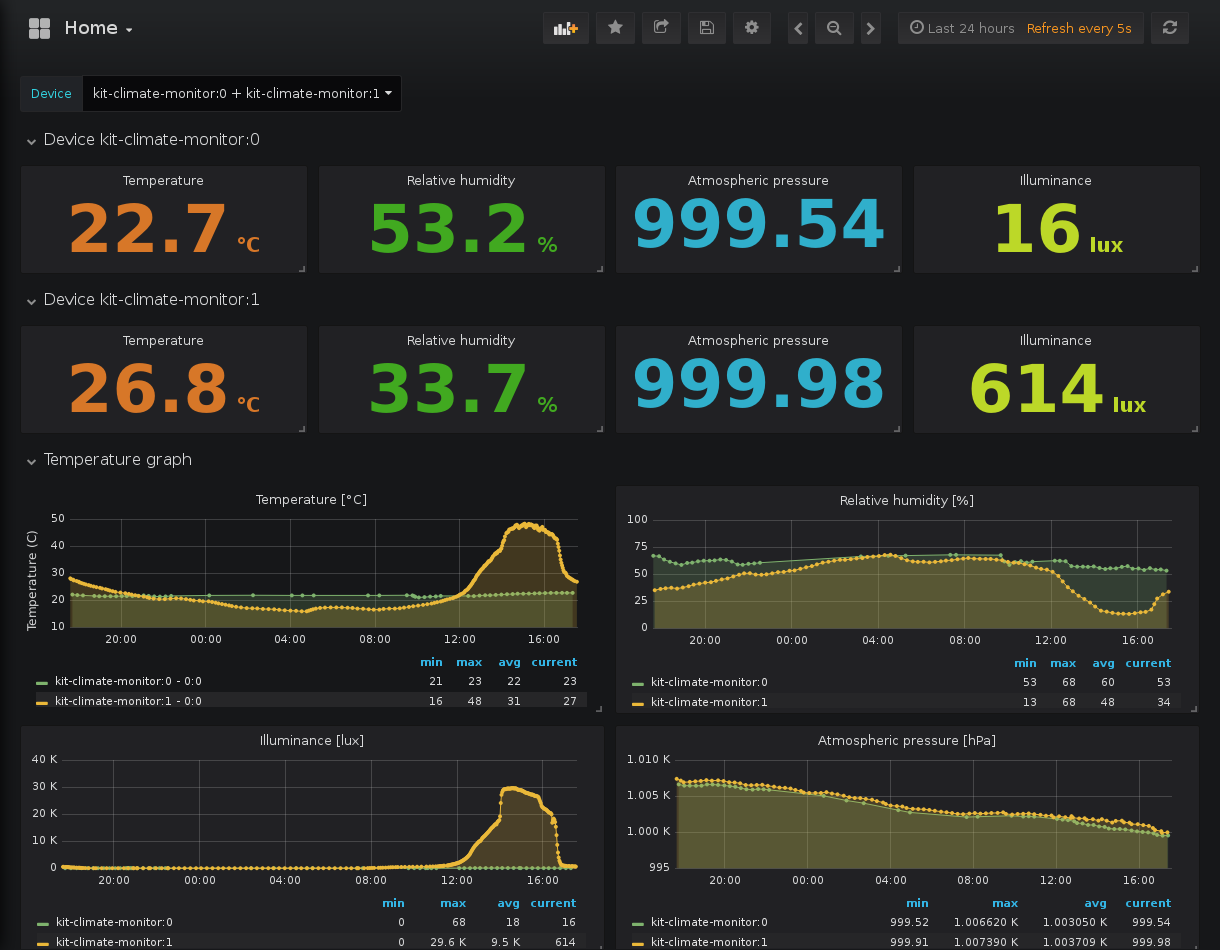 Home
Last 24 hours Refresh every 5s
Device kit-climate-monitor:0 + kit-climate-monitor:1
Device kit-climate-monitor:0
Temperature Relative humidity Atmospheric pressure Illuminance
22.7 °C 53.2 % 999.54 16 lux
Device kit-climate-monitor:1
Temperature Relative humidity Atmospheric pressure Illuminance
26.8 °C 33.7 % 999.98 614 lux
Temperature graph
Temperature [°C]
Temperature (C)
50
40
30
20
10
20:00 00:00 04:00 08:00 12:00 16:00
min max avg current
kit-climate-monitor:0 - 0:0 21 23 22 23
kit-climate-monitor:1 - 0:0 16 48 31 27
Relative humidity [%]
100
75
50
25
0
20:00 00:00 04:00 08:00 12:00 16:00
min max avg current
kit-climate-monitor:0 53 68 60 53
kit-climate-monitor:1 13 68 48 34
Illuminance [lux]
40 K
30 K
20 K
10 K
0
20:00 00:00 04:00 08:00 12:00 16:00
min max avg current
kit-climate-monitor:0 0 68 18 16
kit-climate-monitor:1 0 29.6 K 9.5 K 614
Atmospheric pressure [hPa]
1.010 K
1.005 K
1.000 K
995
20:00 00:00 04:00 08:00 12:00 16:00
min max avg current
kit-climate-monitor:0 999.52 1.006620 K 1.003050 K 999.54
kit-climate-monitor:1 999.91 1.007390 K 1.003709 K 999.98